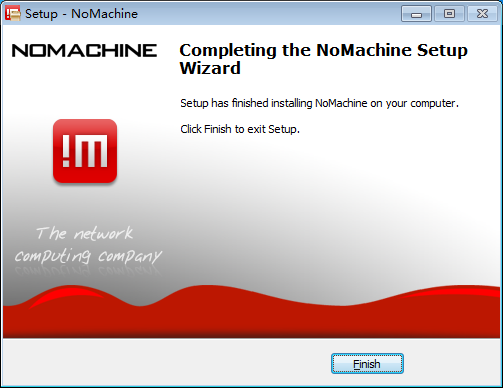 Setup - NoMachine
NOMACHINE
Completing the NoMachine Setup
Wizard
Setup has finished installing NoMachine on your computer.
Click Finish to exit Setup.
!M
The network
computing company
Finish